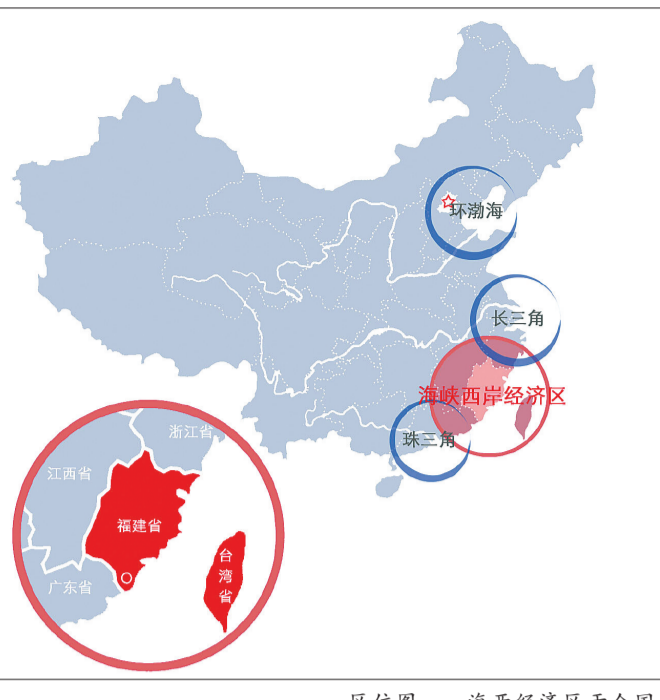 环渤海
长三角
海峡西岸经济区
珠三角
浙江省
江西省
福建省
台湾省
广东省